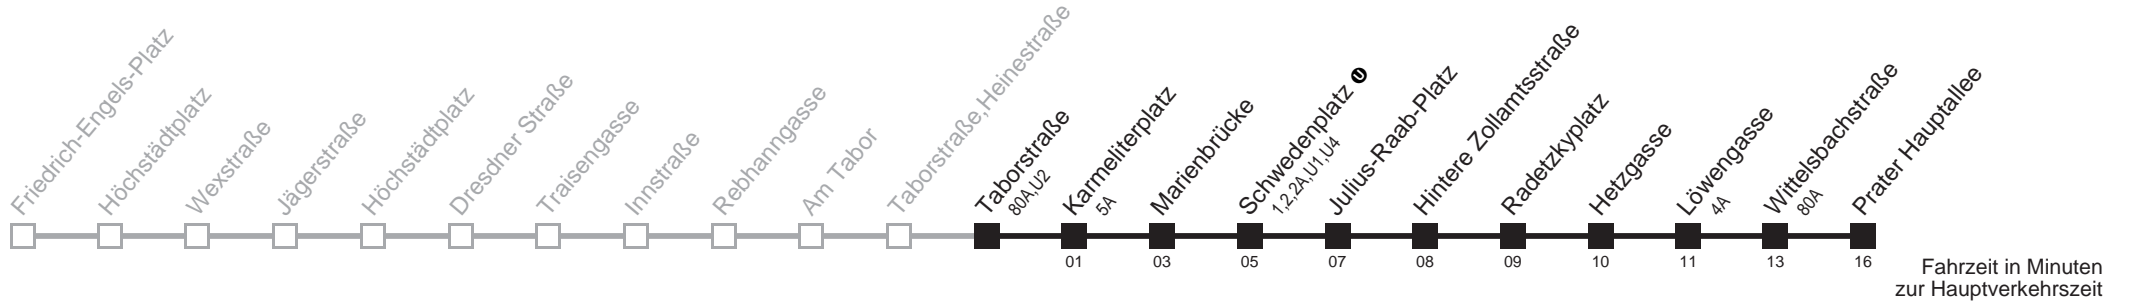 Friedrich-Engels-Platz
Höchstädtplatz
Wexstraße
Jägerstraße
Höchstädtplatz
Dresdner Straße
Traisengasse
Innstraße
Rebhanngasse
Am Tabor
Taborstraße,Heinestraße
Taborstraße
80A,U2
Karmeliterplatz
5A
Marienbrücke
Schwedenplatz U
1,2,2A,U1,U4
Julius-Raab-Platz
Hintere Zollamtsstraße
Radetzkyplatz
Hetzgasse
Löwengasse
4A
Wittelsbachstraße
80A
Prater Hauptallee
01 03 05 07 08 09 10 11 13 16
Fahrzeit in Minuten
zur Hauptverkehrszeit